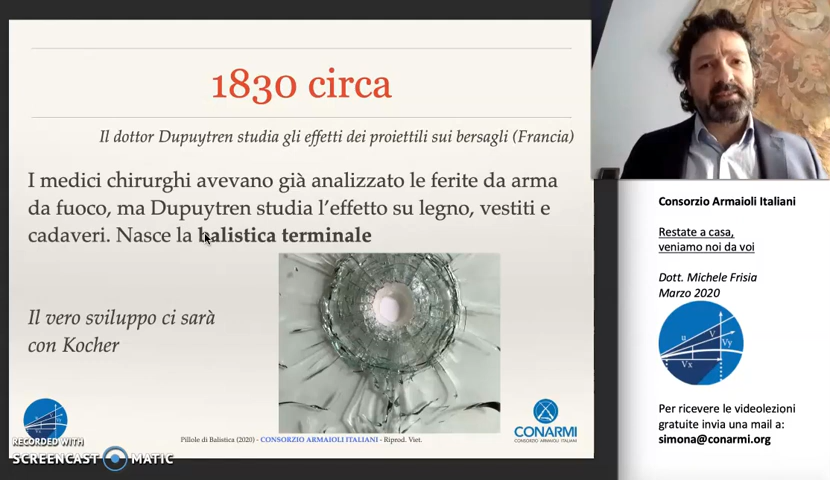 1830 circa
Il dottor Dupuytren studia gli effetti dei proiettili sui bersagli (Francia)
I medici chirurghi avevano già analizzato le ferite da arma
da fuoco, ma Dupuytren studia l’effetto su legno, vestiti e
cadaveri. Nasce la balistica terminale
Il vero sviluppo ci sarà
con Kocher
Pillole di Balistica (2020) - CONSORZIO ARMAIOLI ITALIANI - Riprod. Viet.
CONARMI
CONSORZIO ARMAIOLI ITALIANI
RECORDED WITH
SCREENCAST MATIC
Consorzio Armaioli Italiani
Restate a casa,
veniamo noi da voi
Dott. Michele Frisia
Marzo 2020
u V Vy
Vx
Per ricevere le videolezioni
gratuite invia una mail a:
simona@conarmi.org